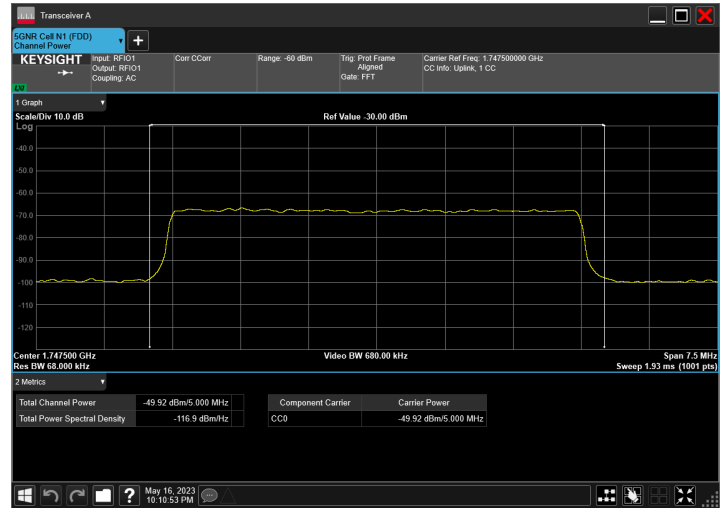 Transceiver A
5GNR Cell N1 (FDD)
Channel Power
KEYSIGHT
LXI
Input: RFIO1
Output: RFIO1
Coupling: AC
Corr CCorr
Range: -60 dBm
Trig: Prot Frame
Aligned
Gate: FFT
Carrier Ref Freq: 1.747500000 GHz
CC Info: Uplink, 1 CC
1 Graph
Scale/Div 10.0 dB
Ref Value -30.00 dBm
Log
-40.0
-50.0
-60.0
-70.0
-80.0
-90.0
-100
-110
-120
Center 1.747500 GHz
Video BW 680.00 kHz
Span 7.5 MHz
Res BW 68.000 kHz
Sweep 1.93 ms (1001 pts)
2 Metrics
Total Channel Power -49.92 dBm/5.000 MHz
Total Power Spectral Density -116.9 dBm/Hz
Component Carrier Carrier Power
CC0 -49.92 dBm/5.000 MHz
May 16, 2023
10:10:53 PM